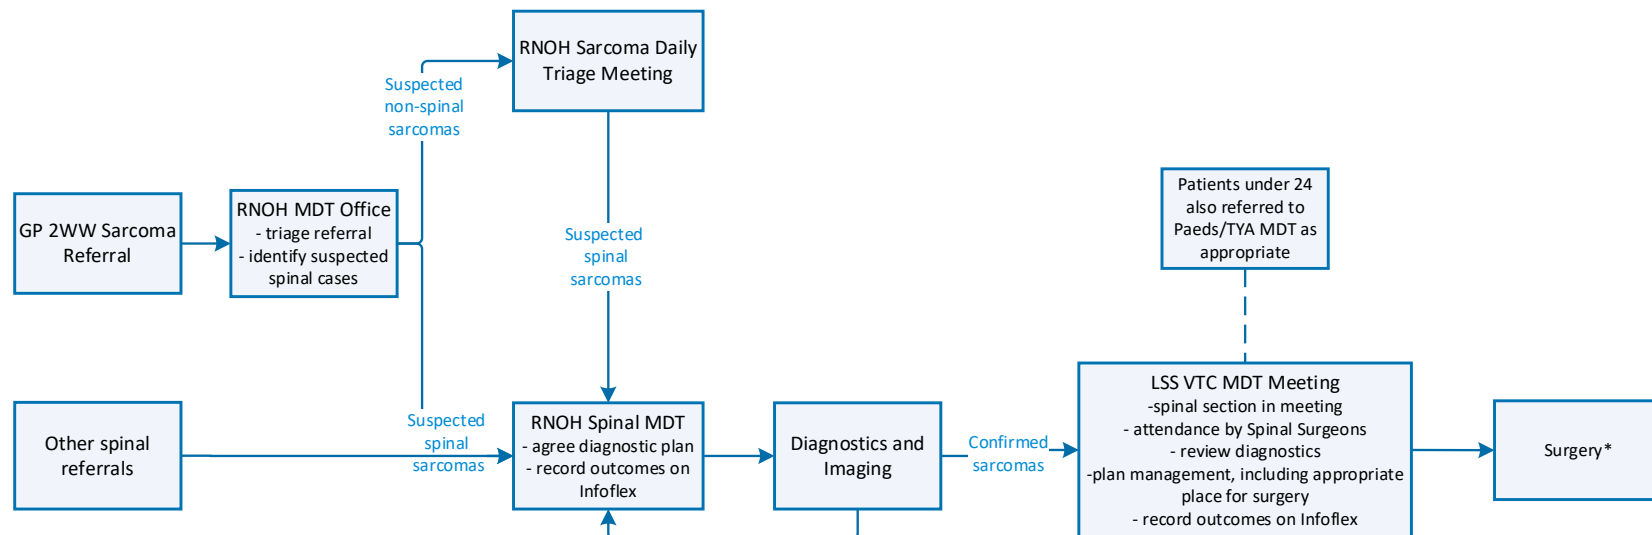 RNOH Sarcoma Daily
Triage Meeting
Suspected
non-spinal
sarcomas
GP 2WW Sarcoma
Referral
RNOH MDT Office
- triage referral
- identify suspected
spinal cases
Suspected
spinal
sarcomas
Patients under 24
also referred to
Paeds/TYA MDT as
appropriate
Other spinal
referrals
Suspected
spinal
sarcomas
RNOH Spinal MDT
- agree diagnostic plan
- record outcomes on
Infoflex
Diagnostics and
Imaging
Confirmed
sarcomas
LSS VTC MDT Meeting
-spinal section in meeting
- attendance by Spinal Surgeons
- review diagnostics
-plan management, including appropriate
place for surgery
- record outcomes on Infoflex
Surgery*